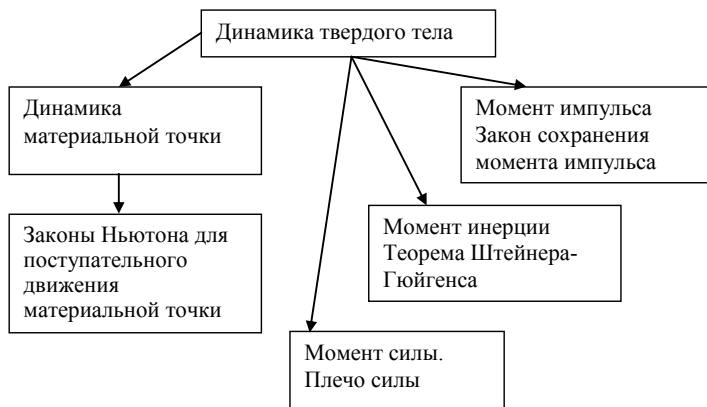 Динамика твердого тела
Динамика
материальной точки
Момент импульса
Закон сохранения
момента импульса
Законы Ньютона для
поступательного
движения
материальной точки
Момент инерции
Теорема Штейнера-
Гюйгенса
Момент силы.
Плечо силы